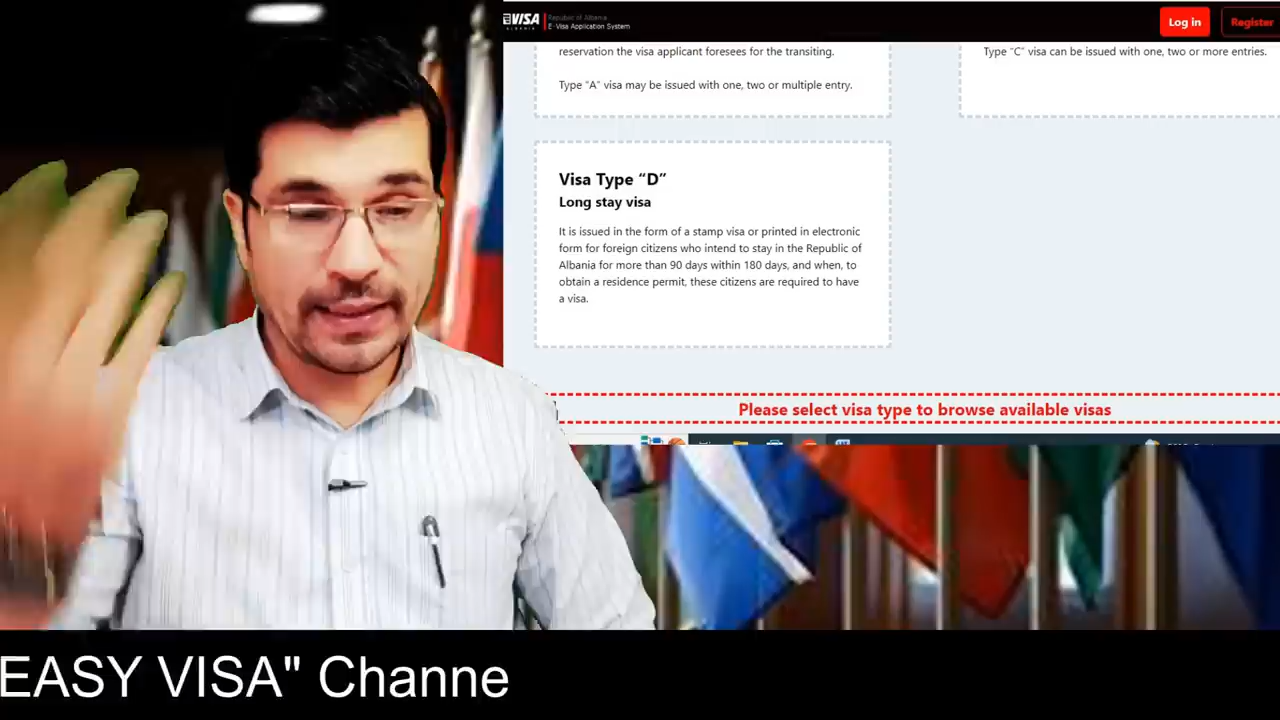 EVISA
ALBANIA
Republic of Albania
E-Visa Application System
Log in
Register
reservation the visa applicant foresees for the transiting.
Type “A” visa may be issued with one, two or multiple entry.
Type “C” visa can be issued with one, two or more entries.
Visa Type “D”
Long stay visa
It is issued in the form of a stamp visa or printed in electronic
form for foreign citizens who intend to stay in the Republic of
Albania for more than 90 days within 180 days, and when, to
obtain a residence permit, these citizens are required to have
a visa.
Please select visa type to browse available visas
EASY VISA" Channe